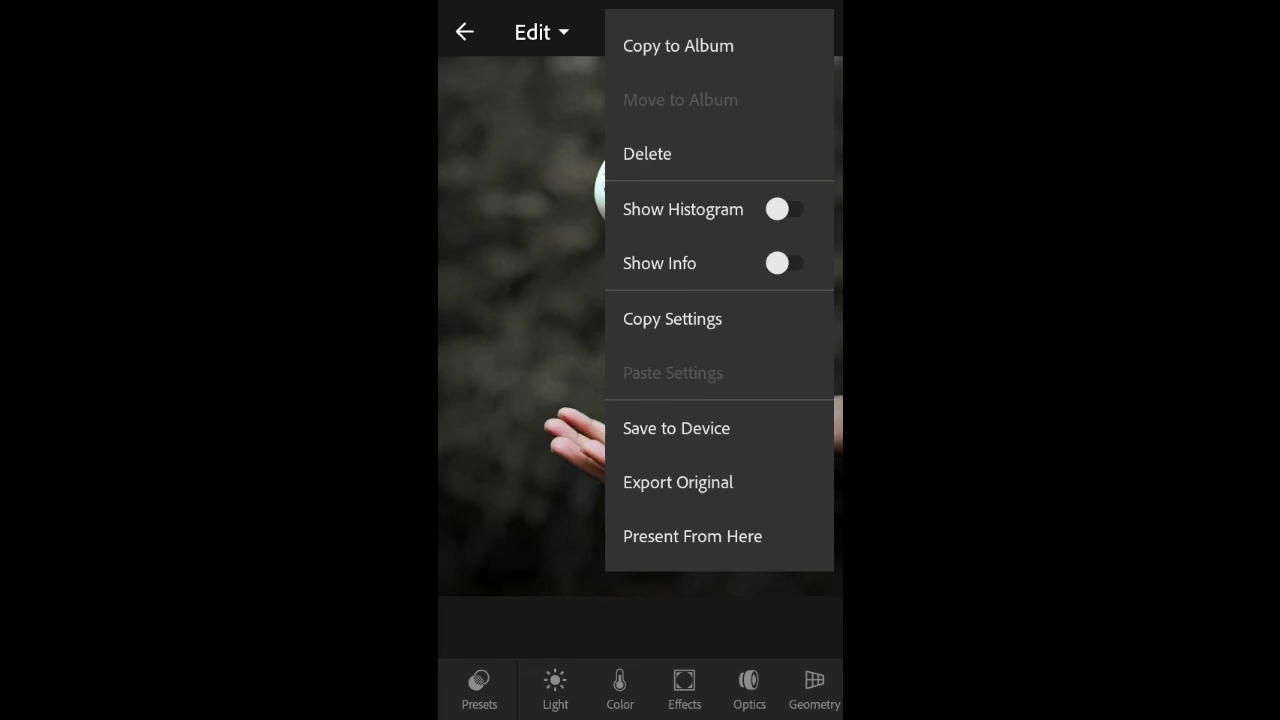 Edit
Copy to Album
Move to Album
Delete
Show Histogram
Show Info
Copy Settings
Paste Settings
Save to Device
Export Original
Present From Here
Presets
Light
Color
Effects
Optics
Geometry